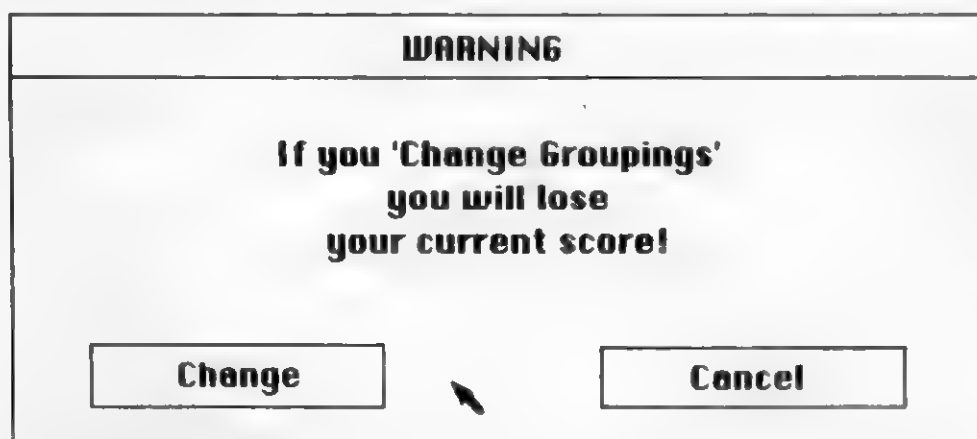 WARNING
If you 'Change Groupings'
you will lose
your current score!
Change
Cancel